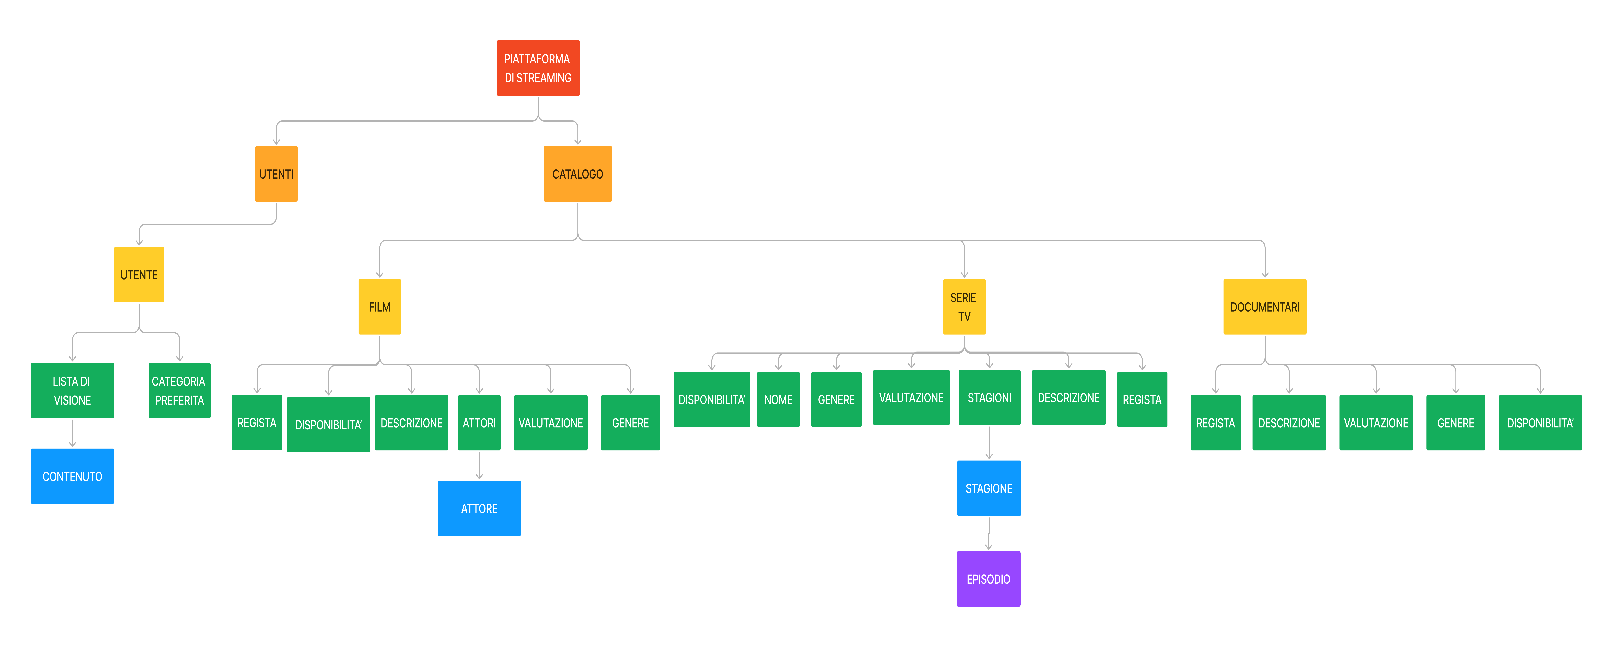 PIATTAFORMA
DI STREAMING
UTENTI
CATALOGO
UTENTE
FILM
SERIE
TV
DOCUMENTARI
LISTA DI
VISIONE
CATEGORIA
PREFERITA
REGISTA
DISPONIBILITA'
DESCRIZIONE
ATTORI
VALUTAZIONE
GENERE
DISPONIBILITA'
NOME
GENERE
VALUTAZIONE
STAGIONI
DESCRIZIONE
REGISTA
REGISTA
DESCRIZIONE
VALUTAZIONE
GENERE
DISPONIBILITA'
CONTENUTO
ATTORE
STAGIONE
EPISODIO